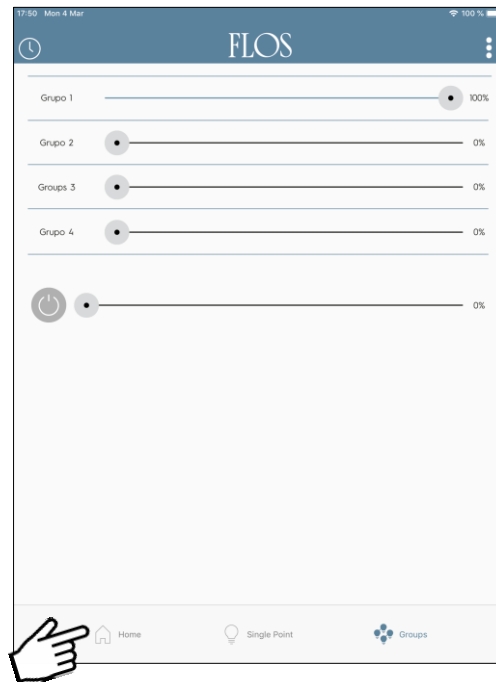 17:50 Mon 4 Mar 100 %
FLOS
Grupo 1 100%
Grupo 2 0%
Groups 3 0%
Grupo 4 0%
0%
Home Single Point Groups